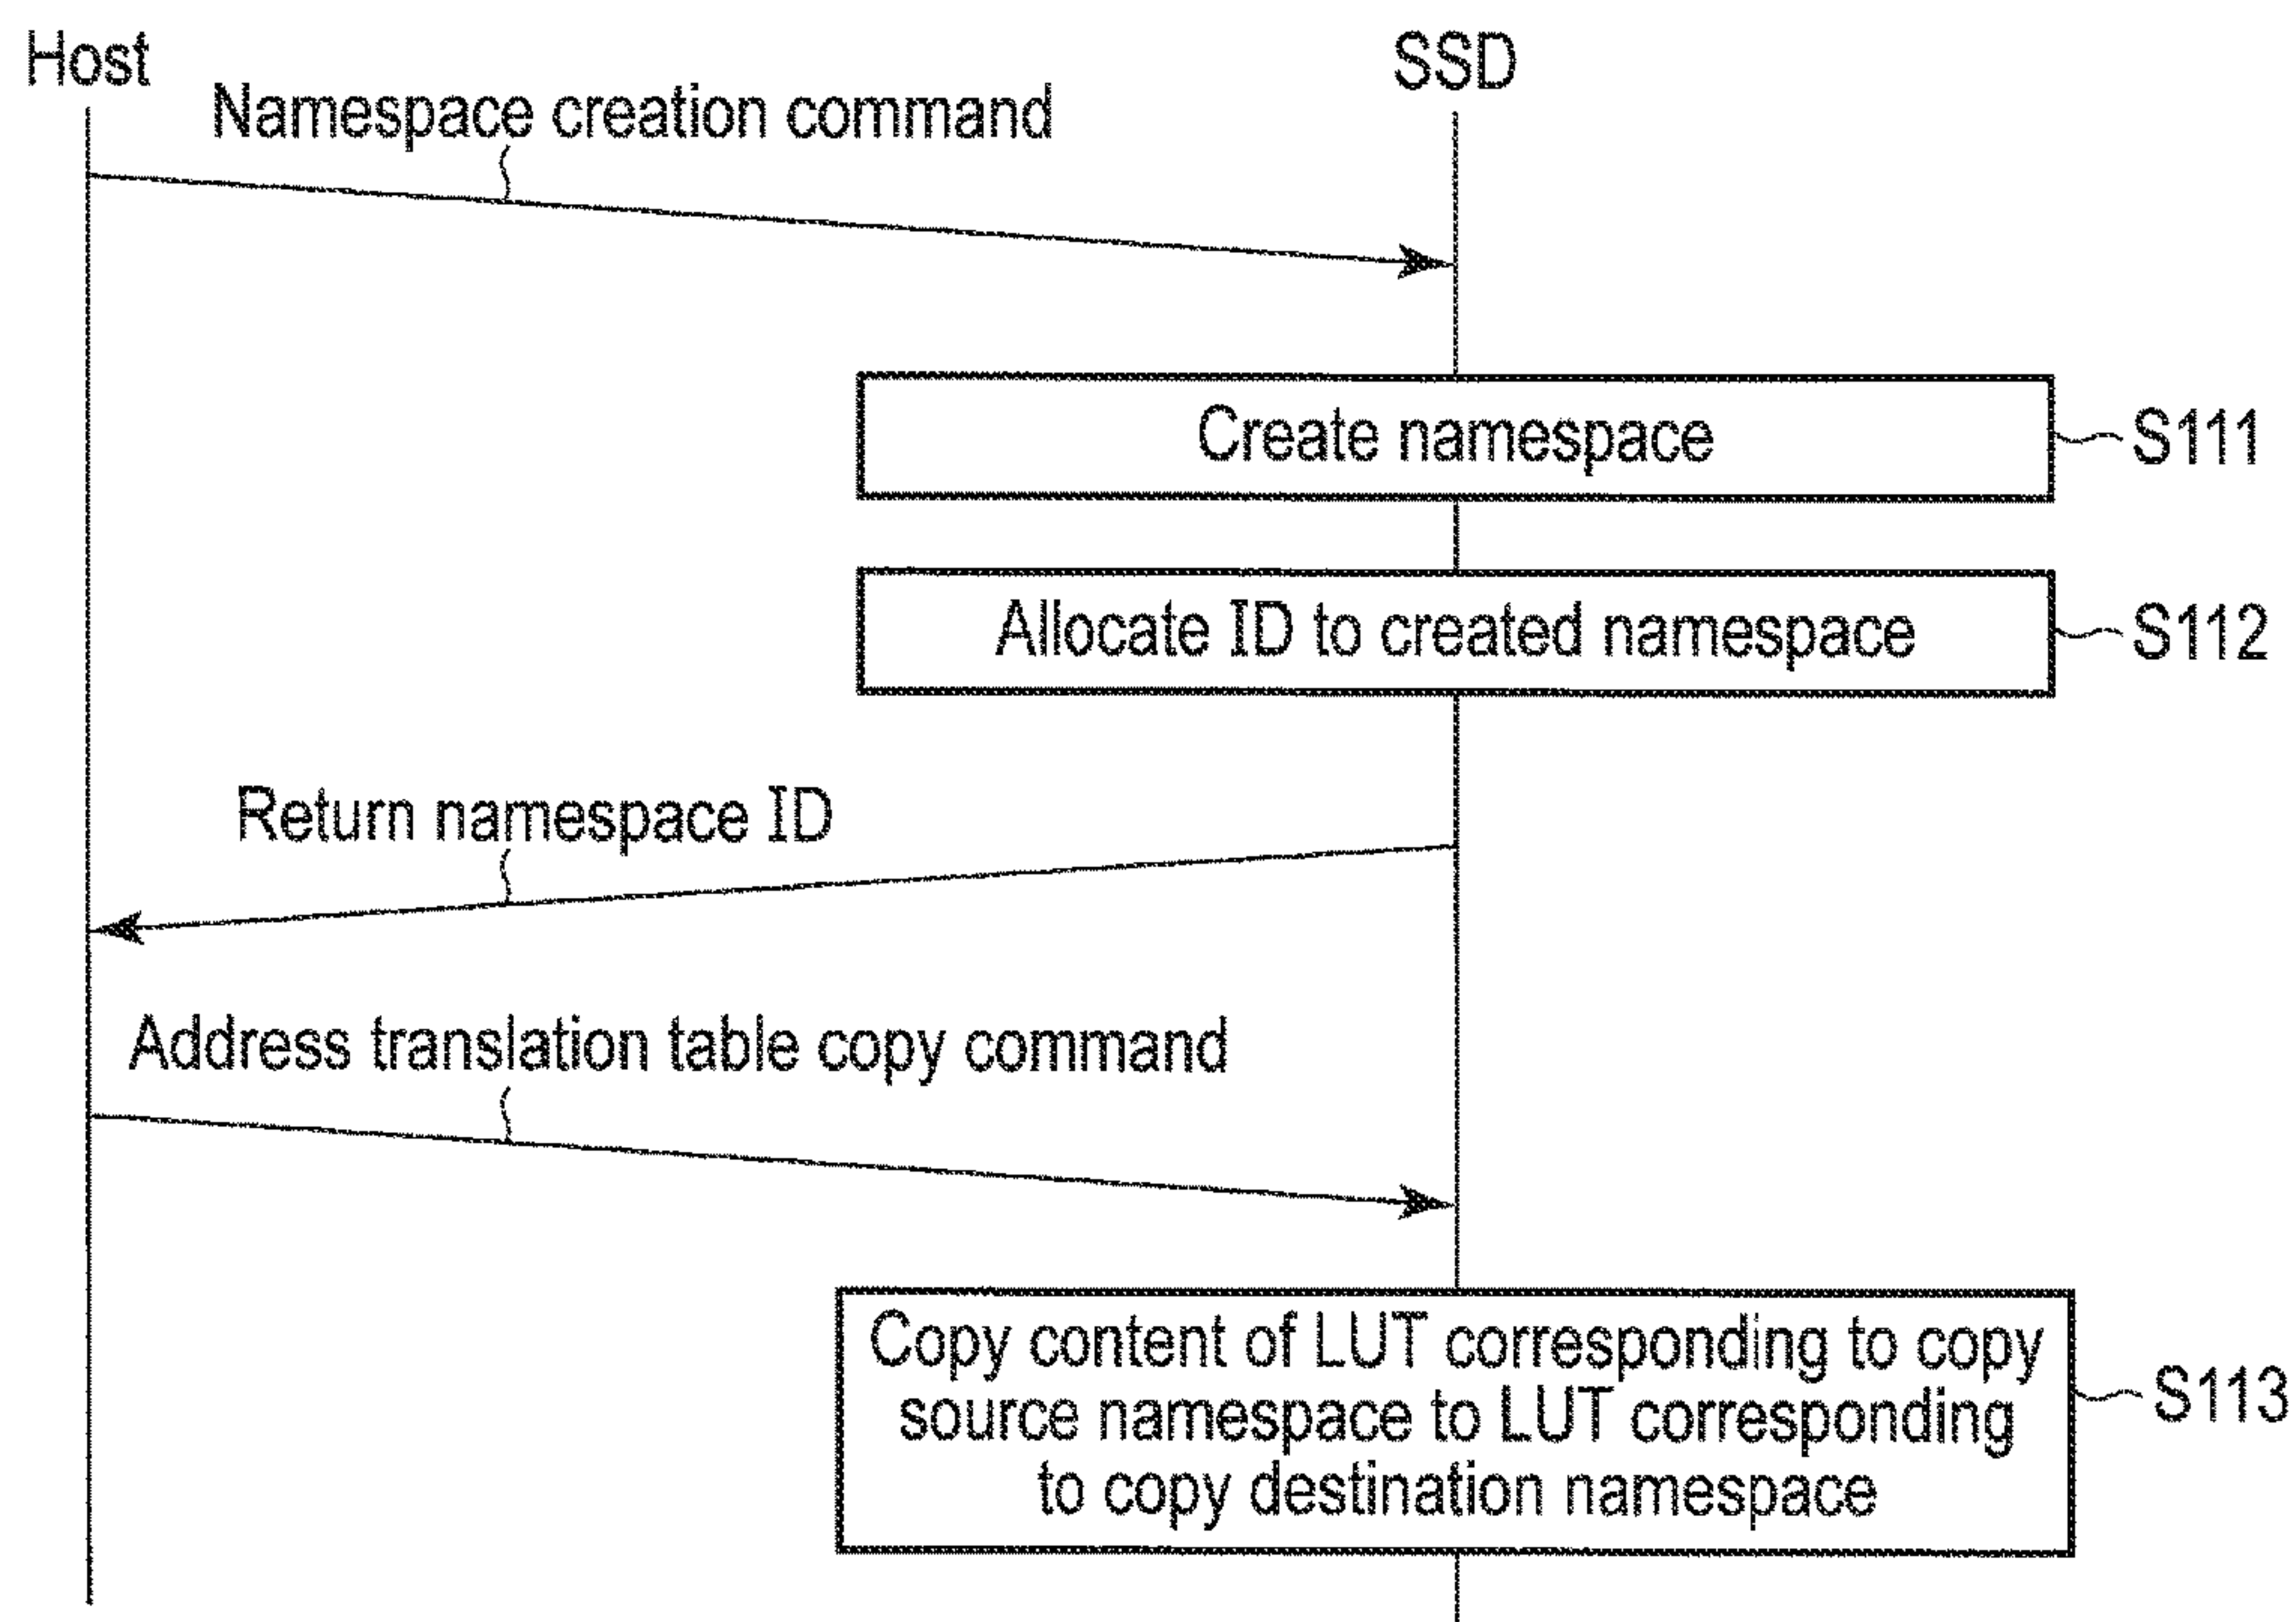 Host
SSD
Namespace creation command
Create namespace
S111
Allocate ID to created namespace
S112
Return namespace ID
Address translation table copy command
Copy content of LUT corresponding to copy
source namespace to LUT corresponding
to copy destination namespace
S113